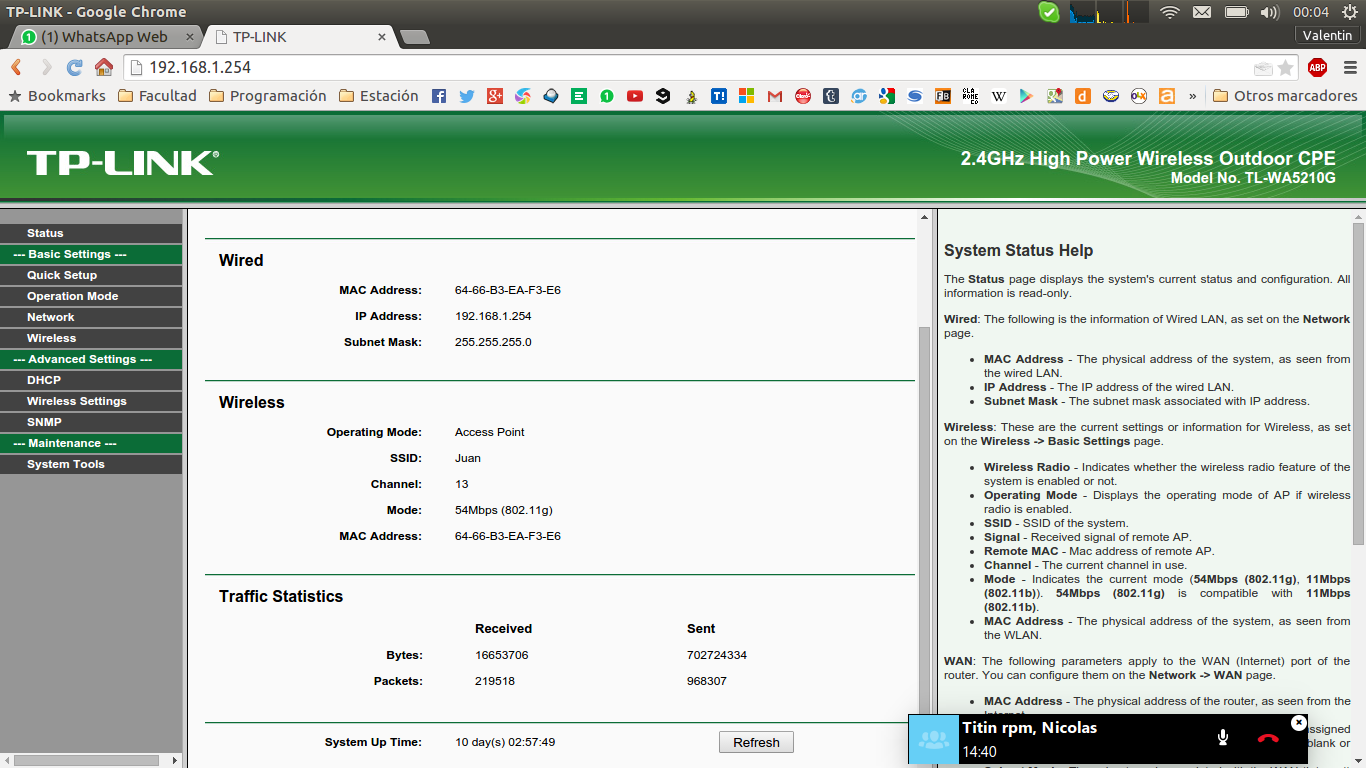 TP-LINK - Google Chrome
00:04
(1) WhatsApp Web
TP-LINK
Valentin
192.168.1.254
ABP
Bookmarks
Facultad
Programación
Estación
»
Otros marcadores
TP-LINK®
2.4GHz High Power Wireless Outdoor CPE
Model No. TL-WA5210G
Status
--- Basic Settings ---
Quick Setup
Operation Mode
Network
Wireless
--- Advanced Settings ---
DHCP
Wireless Settings
SNMP
--- Maintenance ---
System Tools
Wired
MAC Address: 64-66-B3-EA-F3-E6
IP Address: 192.168.1.254
Subnet Mask: 255.255.255.0
Wireless
Operating Mode: Access Point
SSID: Juan
Channel: 13
Mode: 54Mbps (802.11g)
MAC Address: 64-66-B3-EA-F3-E6
Traffic Statistics
Received Sent
Bytes: 16653706 702724334
Packets: 219518 968307
System Up Time: 10 day(s) 02:57:49
Refresh
System Status Help
The Status page displays the system's current status and configuration. All
information is read-only.
Wired: The following is the information of Wired LAN, as set on the Network
page.
• MAC Address - The physical address of the system, as seen from
the wired LAN.
• IP Address - The IP address of the wired LAN.
• Subnet Mask - The subnet mask associated with IP address.
Wireless: These are the current settings or information for Wireless, as set
on the Wireless -> Basic Settings page.
• Wireless Radio - Indicates whether the wireless radio feature of the
system is enabled or not.
• Operating Mode - Displays the operating mode of AP if wireless
radio is enabled.
• SSID - SSID of the system.
• Signal - Received signal of remote AP.
• Remote MAC - Mac address of remote AP.
• Channel - The current channel in use.
• Mode - Indicates the current mode (54Mbps (802.11g), 11Mbps
(802.11b)). 54Mbps (802.11g) is compatible with 11Mbps
(802.11b).
• MAC Address - The physical address of the system, as seen from
the WLAN.
WAN: The following parameters apply to the WAN (Internet) port of the
router. You can configure them on the Network -> WAN page.
• MAC Address - The physical address of the router, as seen from the
ssigned
blank or
Titin rpm, Nicolas
14:40